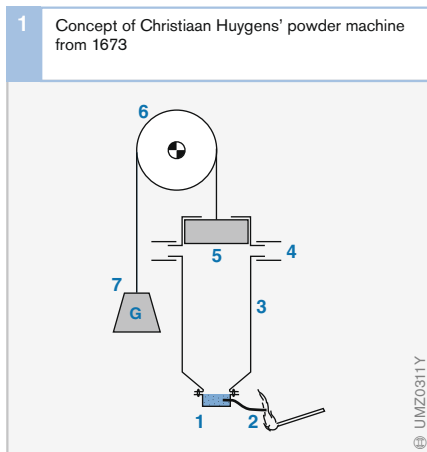 1
Concept of Christiaan Huygens' powder machine
from 1673
6
5
4
7
G
3
1
2
UMZ0311Y